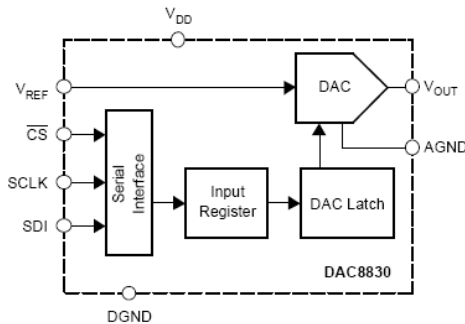 VDD
VREF
DAC
VOUT
CS
AGND
SCLK
Serial
Interface
Input
Register
DAC Latch
SDI
DAC8830
DGND